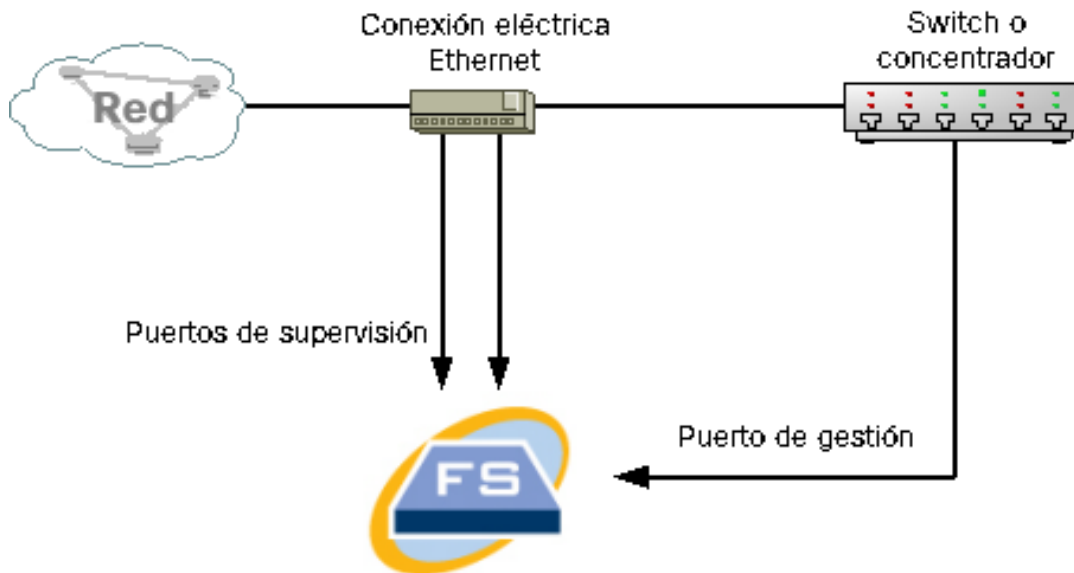 Conexión eléctrica
Ethernet
Switch o
concentrador
Red
Puertos de supervisión
Puerto de gestión
FS